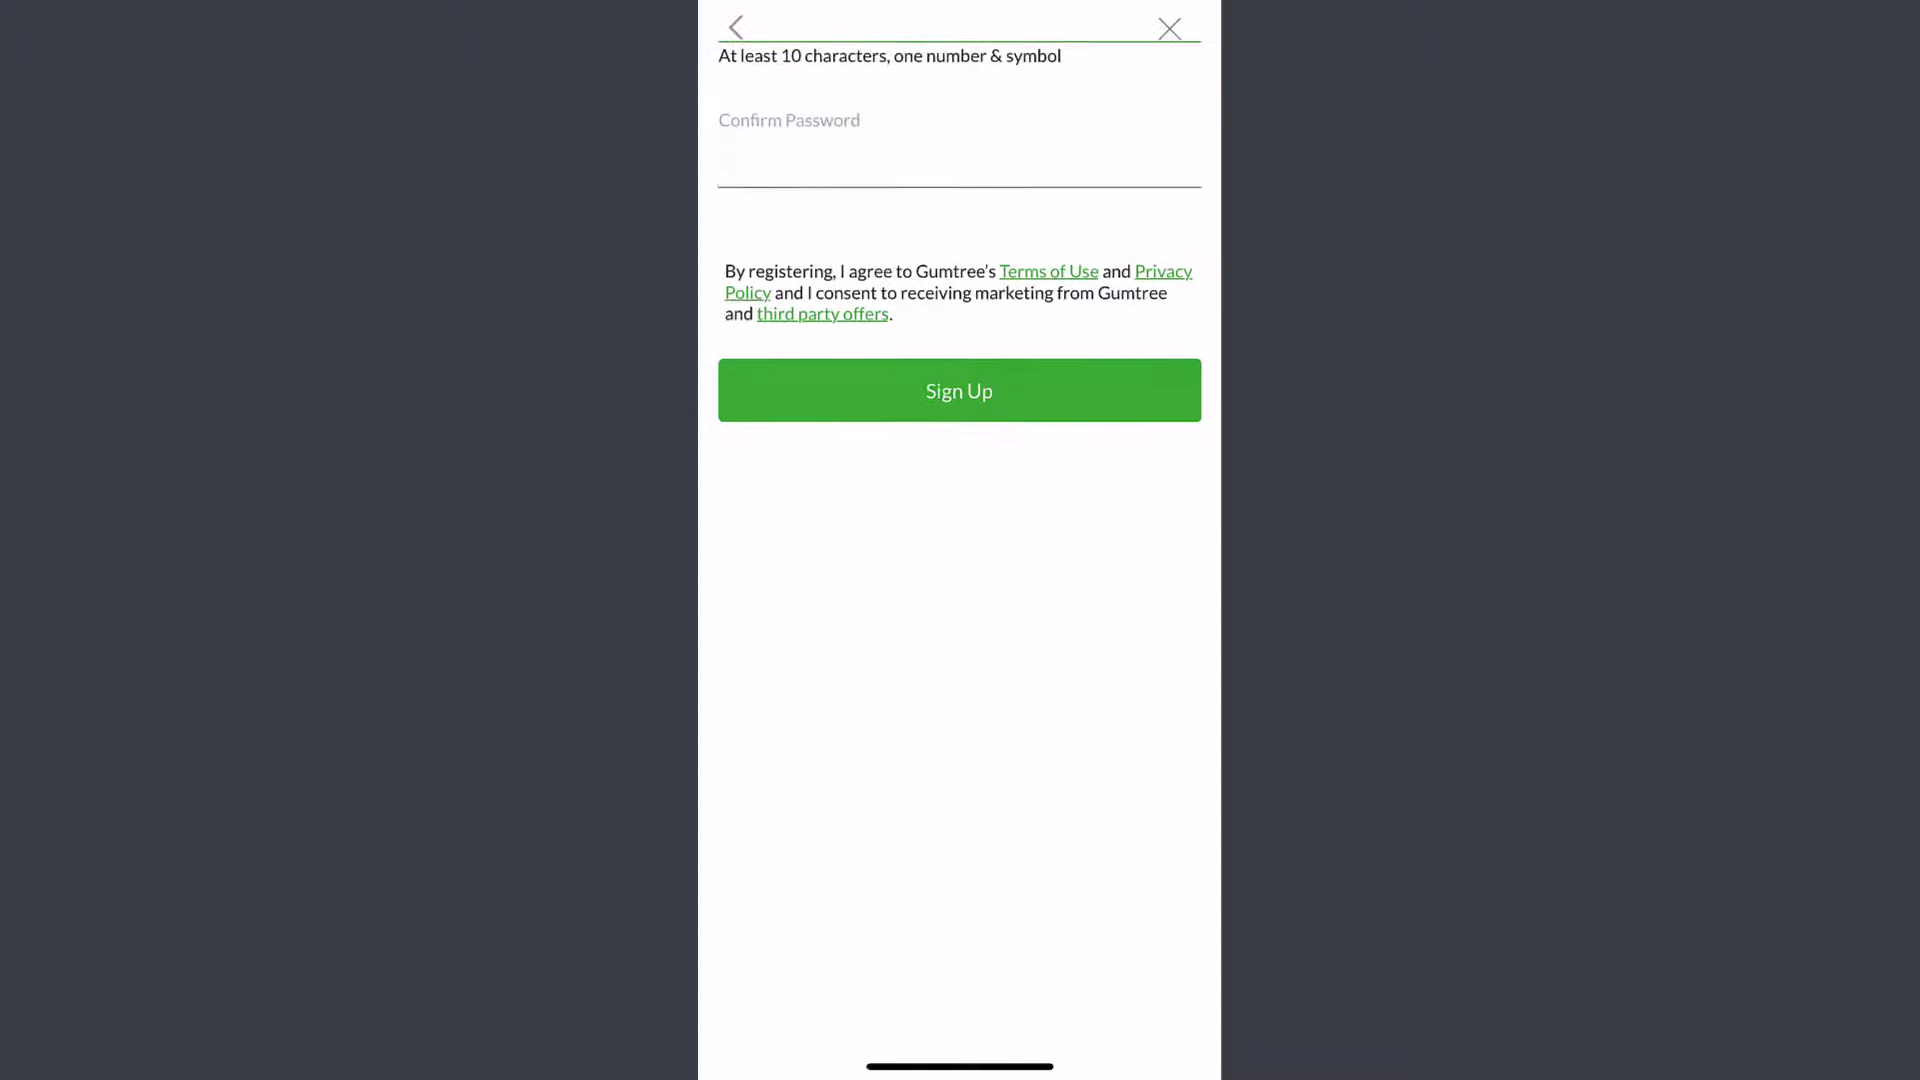 At least 10 characters, one number & symbol
Confirm Password
By registering, I agree to Gumtree's Terms of Use and Privacy
Policy and I consent to receiving marketing from Gumtree
and third party offers.
Sign Up